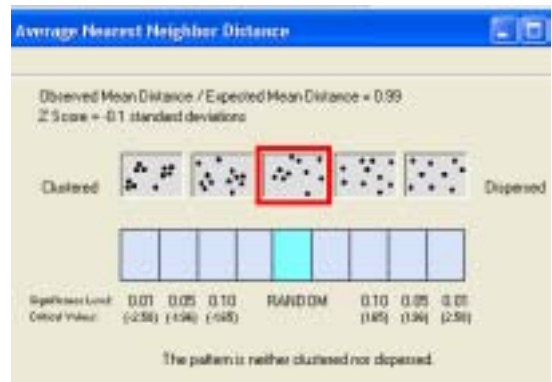 Average Nearest Neighbor Distance
Observed Mean Distance / Expected Mean Distance = 0.99
Z Score = -0.1 standard deviations
Clustered Dispersed
Significance Level: 0.01 0.05 0.10 RANDOM 0.10 0.05 0.01
Critical Values: (-2.58) (-1.96) (-1.65) (1.65) (1.96) (2.58)
The pattern is neither clustered nor dispersed.